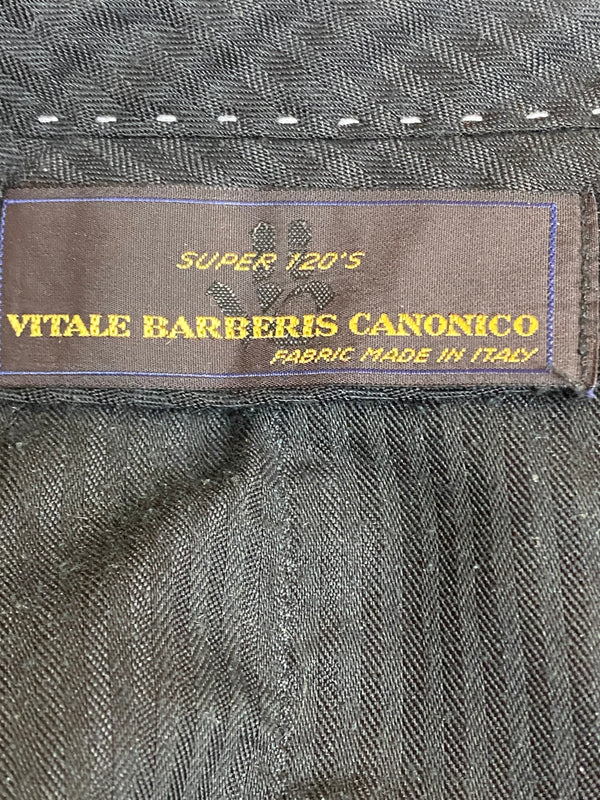 SUPER 120'S
VITALE BARBERIS CANONICO
FABRIC MADE IN ITALY